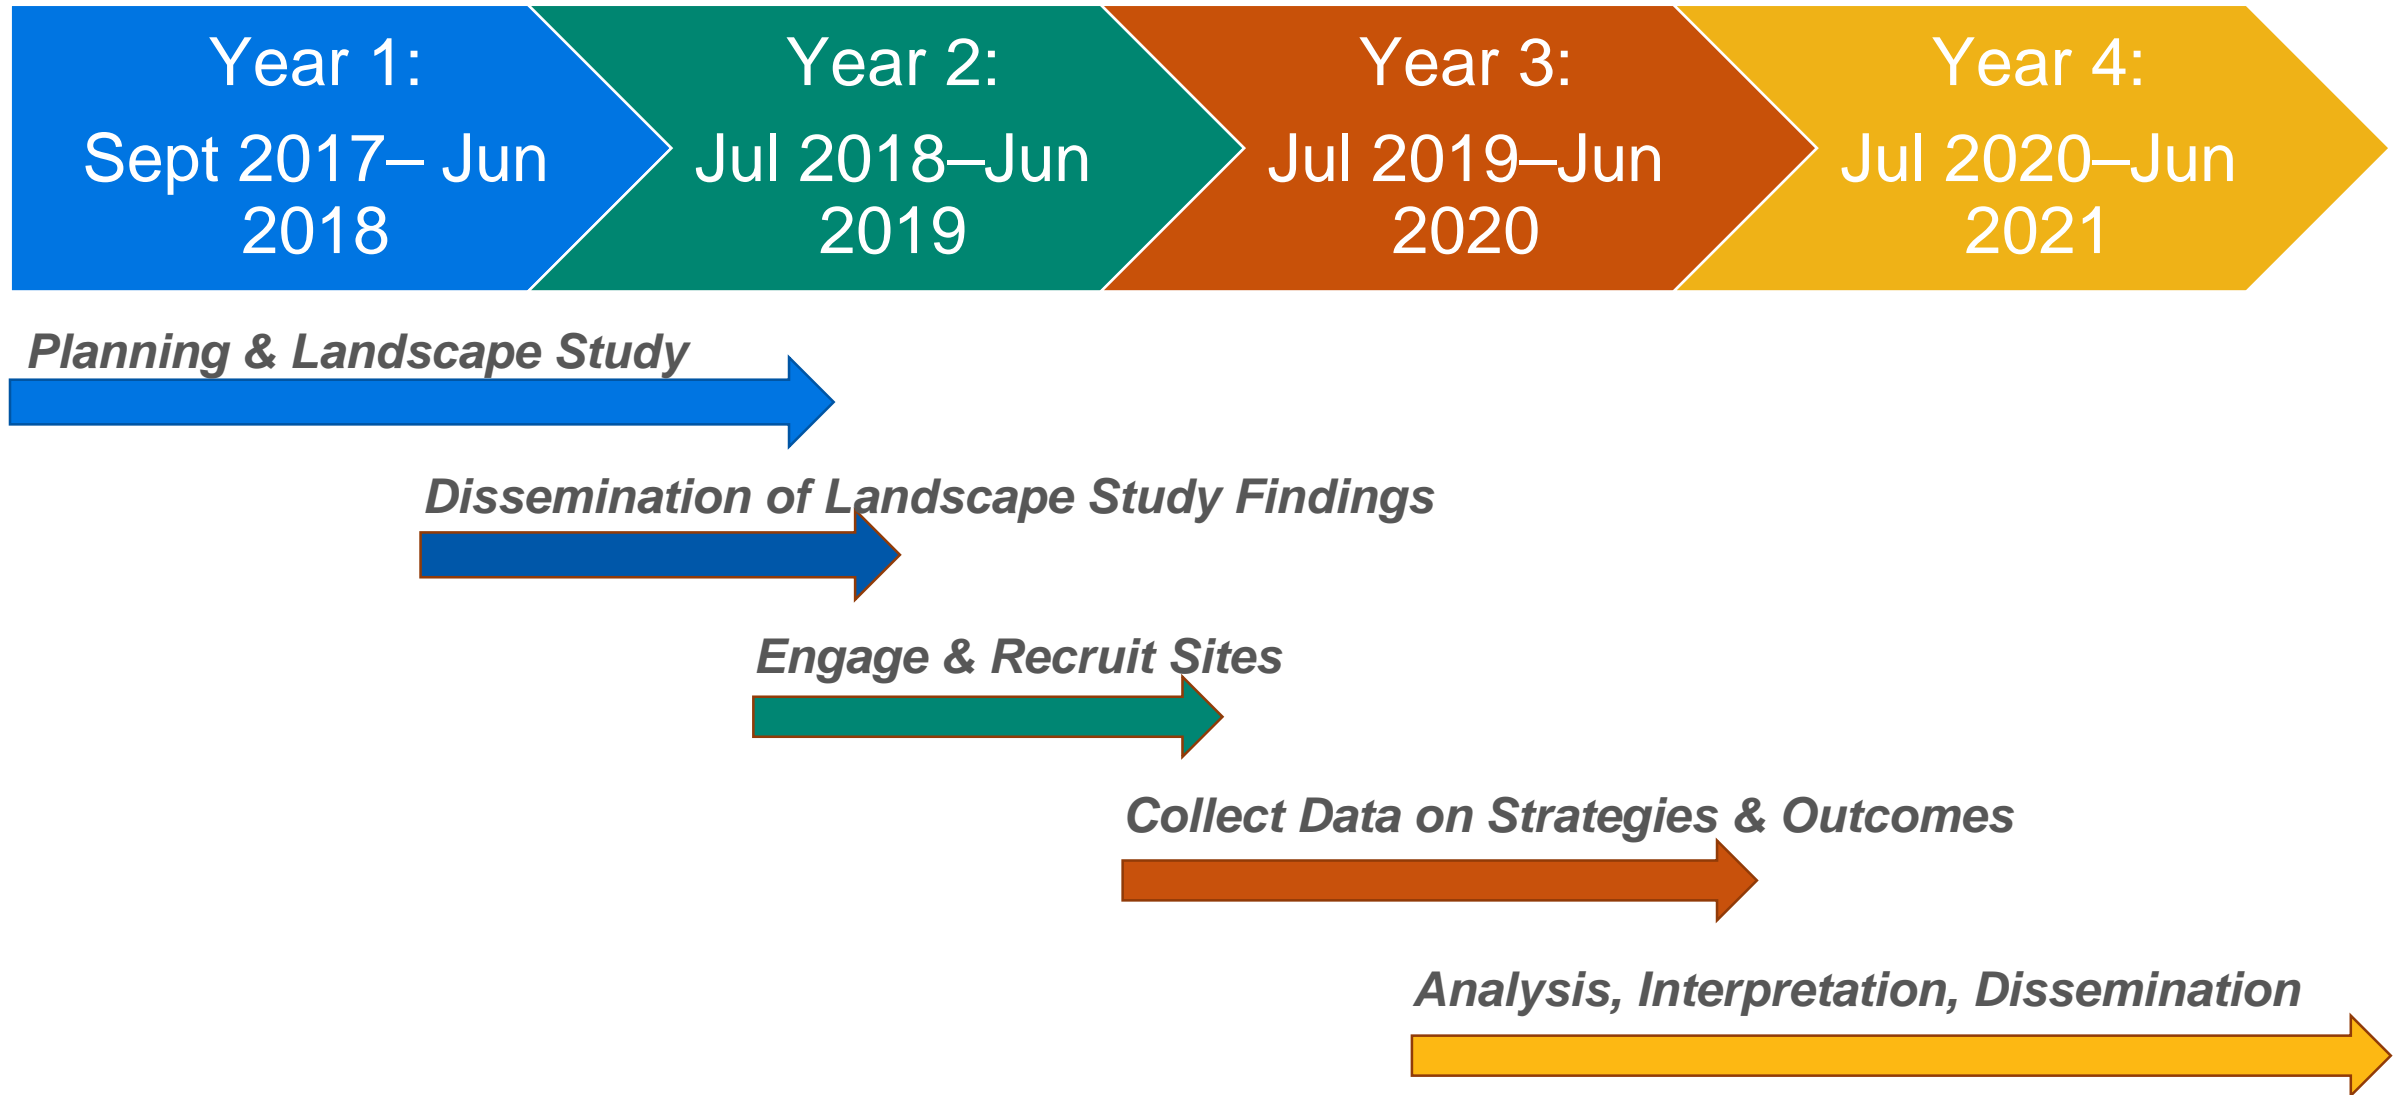 Year 1:
Sept 2017– Jun
2018
Year 2:
Jul 2018–Jun
2019
Year 3:
Jul 2019–Jun
2020
Year 4:
Jul 2020–Jun
2021
Planning & Landscape Study
Dissemination of Landscape Study Findings
Engage & Recruit Sites
Collect Data on Strategies & Outcomes
Analysis, Interpretation, Dissemination